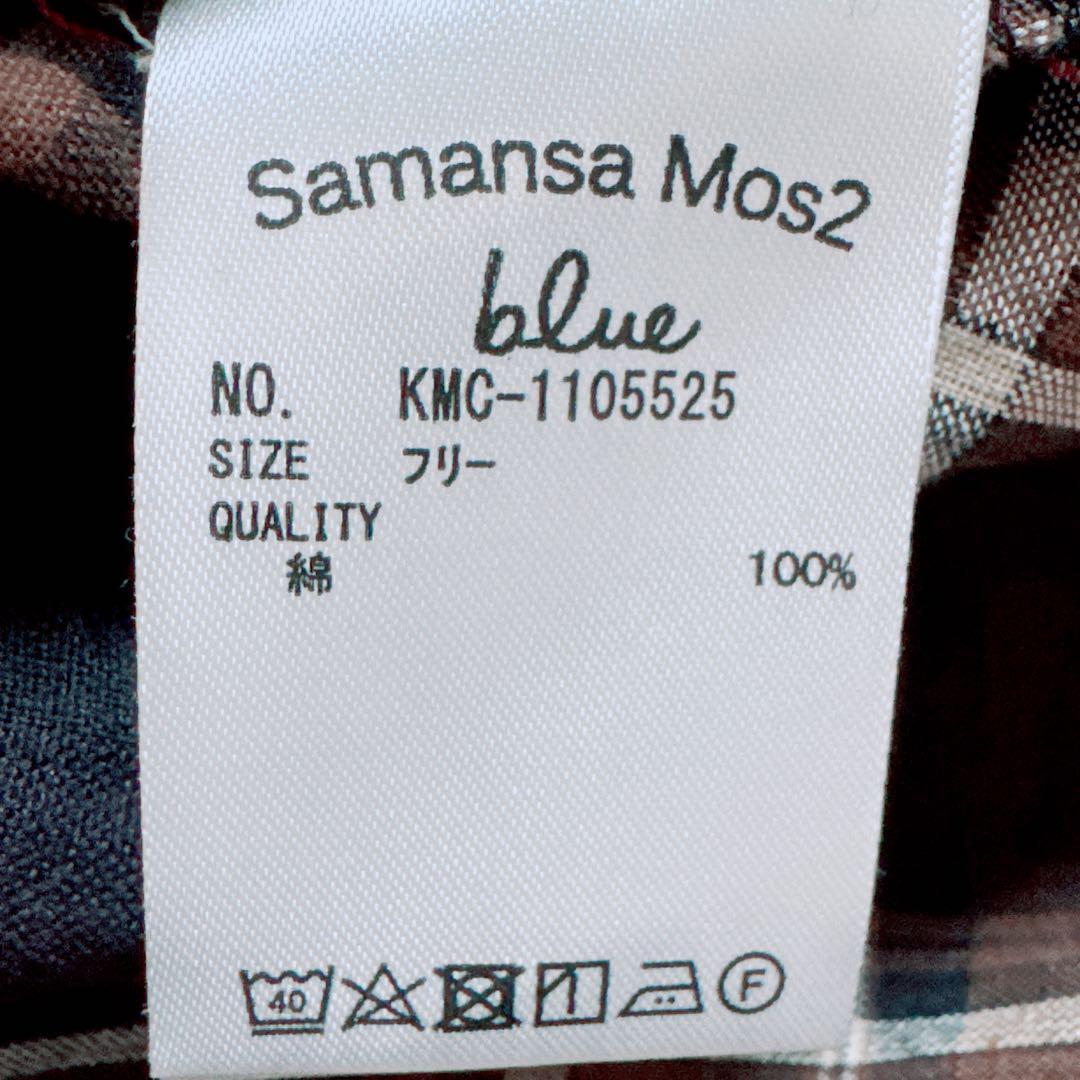 Samansa Mos2
blue
NO. KMC-1105525
SIZE フリー
QUALITY
綿 100%
40 F